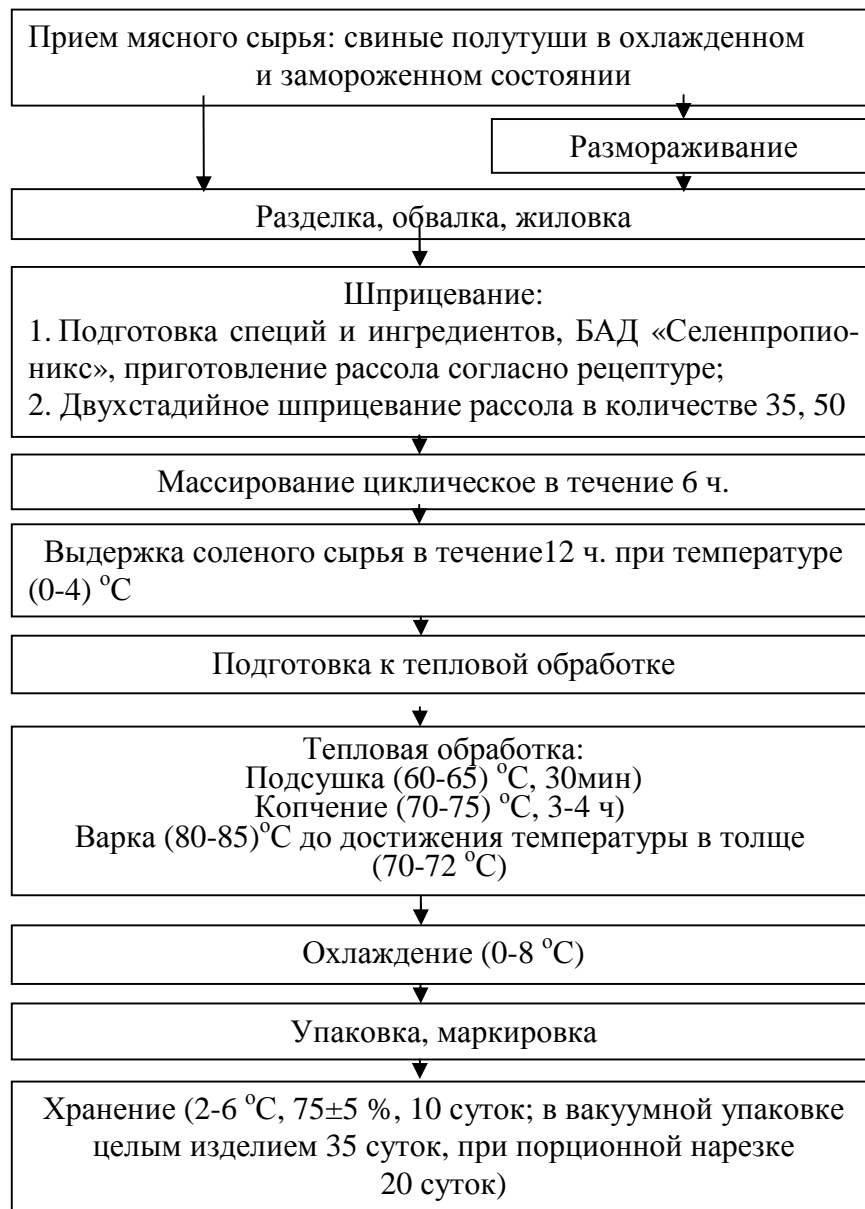 Прием мясного сырья: свиные полутуши в охлажденном
и замороженном состоянии
Размораживание
Разделка, обвалка, жиловка
Шприцевание:
1. Подготовка специй и ингредиентов, БАД «Селенпропио-
никс», приготовление рассола согласно рецептуре;
2. Двухстадийное шприцевание рассола в количестве 35, 50
Массирование циклическое в течение 6 ч.
Выдержка соленого сырья в течение12 ч. при температуре
(0-4) °С
Подготовка к тепловой обработке
Тепловая обработка:
Подсушка (60-65) °С, 30мин)
Копчение (70-75) °С, 3-4 ч)
Варка (80-85)°С до достижения температуры в толще
(70-72 °С)
Охлаждение (0-8 °С)
Упаковка, маркировка
Хранение (2-6 °С, 75±5 %, 10 суток; в вакуумной упаковке
целым изделием 35 суток, при порционной нарезке
20 суток)